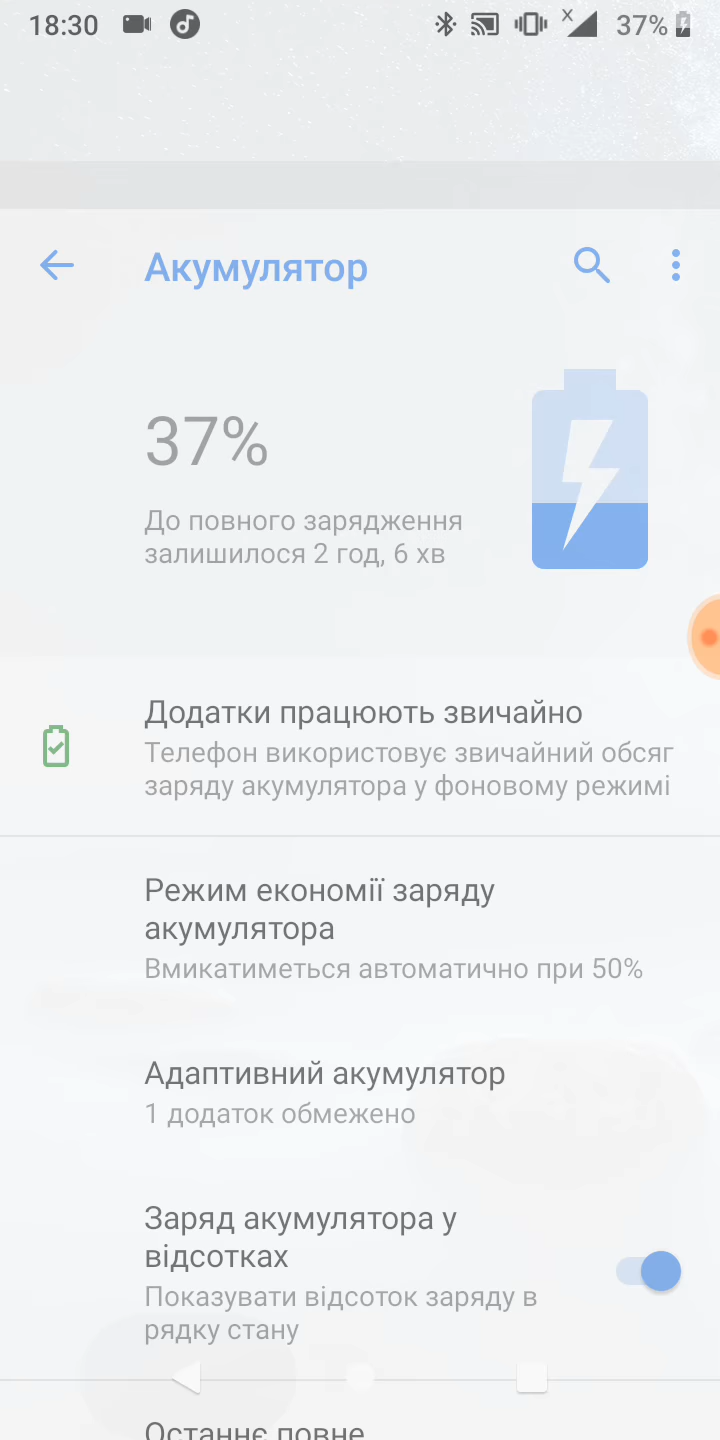 18:30
37%
Акумулятор
37%
До повного зарядження
залишилося 2 год, 6 хв
Додатки працюють звичайно
Телефон використовує звичайний обсяг
заряду акумулятора у фоновому режимі
Режим економії заряду
акумулятора
Вмикатиметься автоматично при 50%
Адаптивний акумулятор
1 додаток обмежено
Заряд акумулятора у
відсотках
Показувати відсоток заряду в
рядку стану
Останнє повне